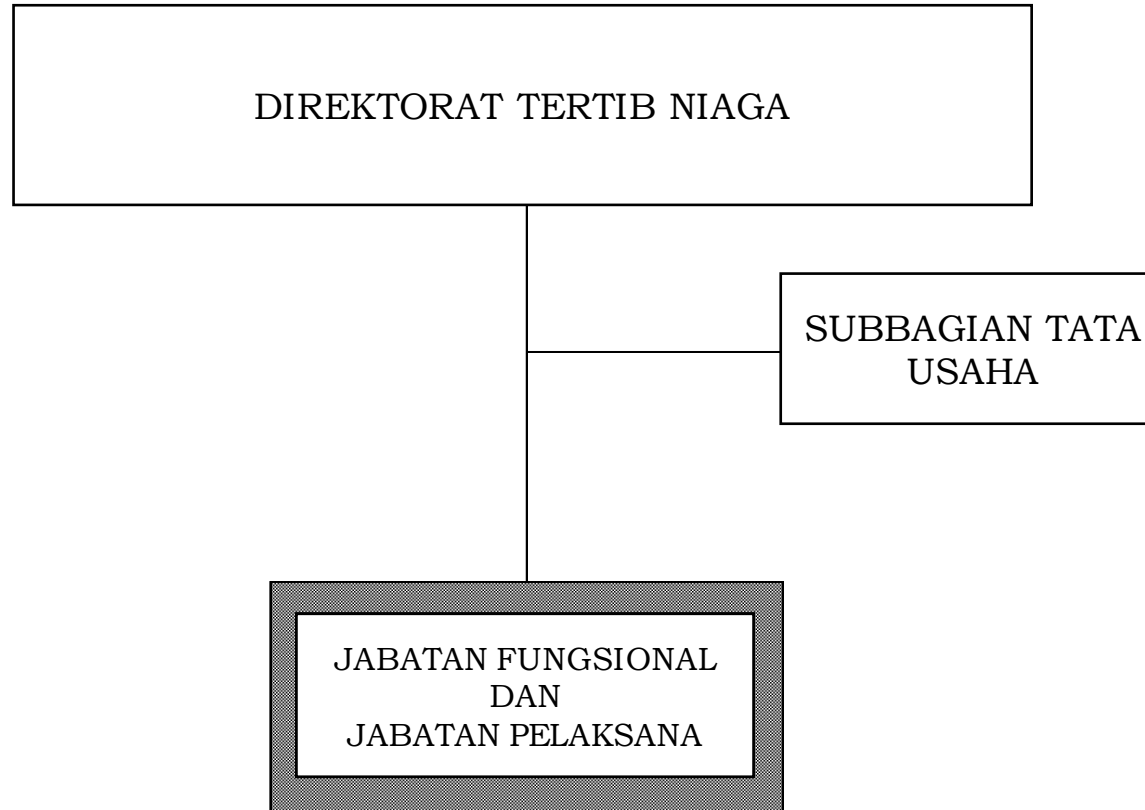 DIREKTORAT TERTIB NIAGA
SUBBAGIAN TATA
USAHA
JABATAN FUNGSIONAL
DAN
JABATAN PELAKSANA